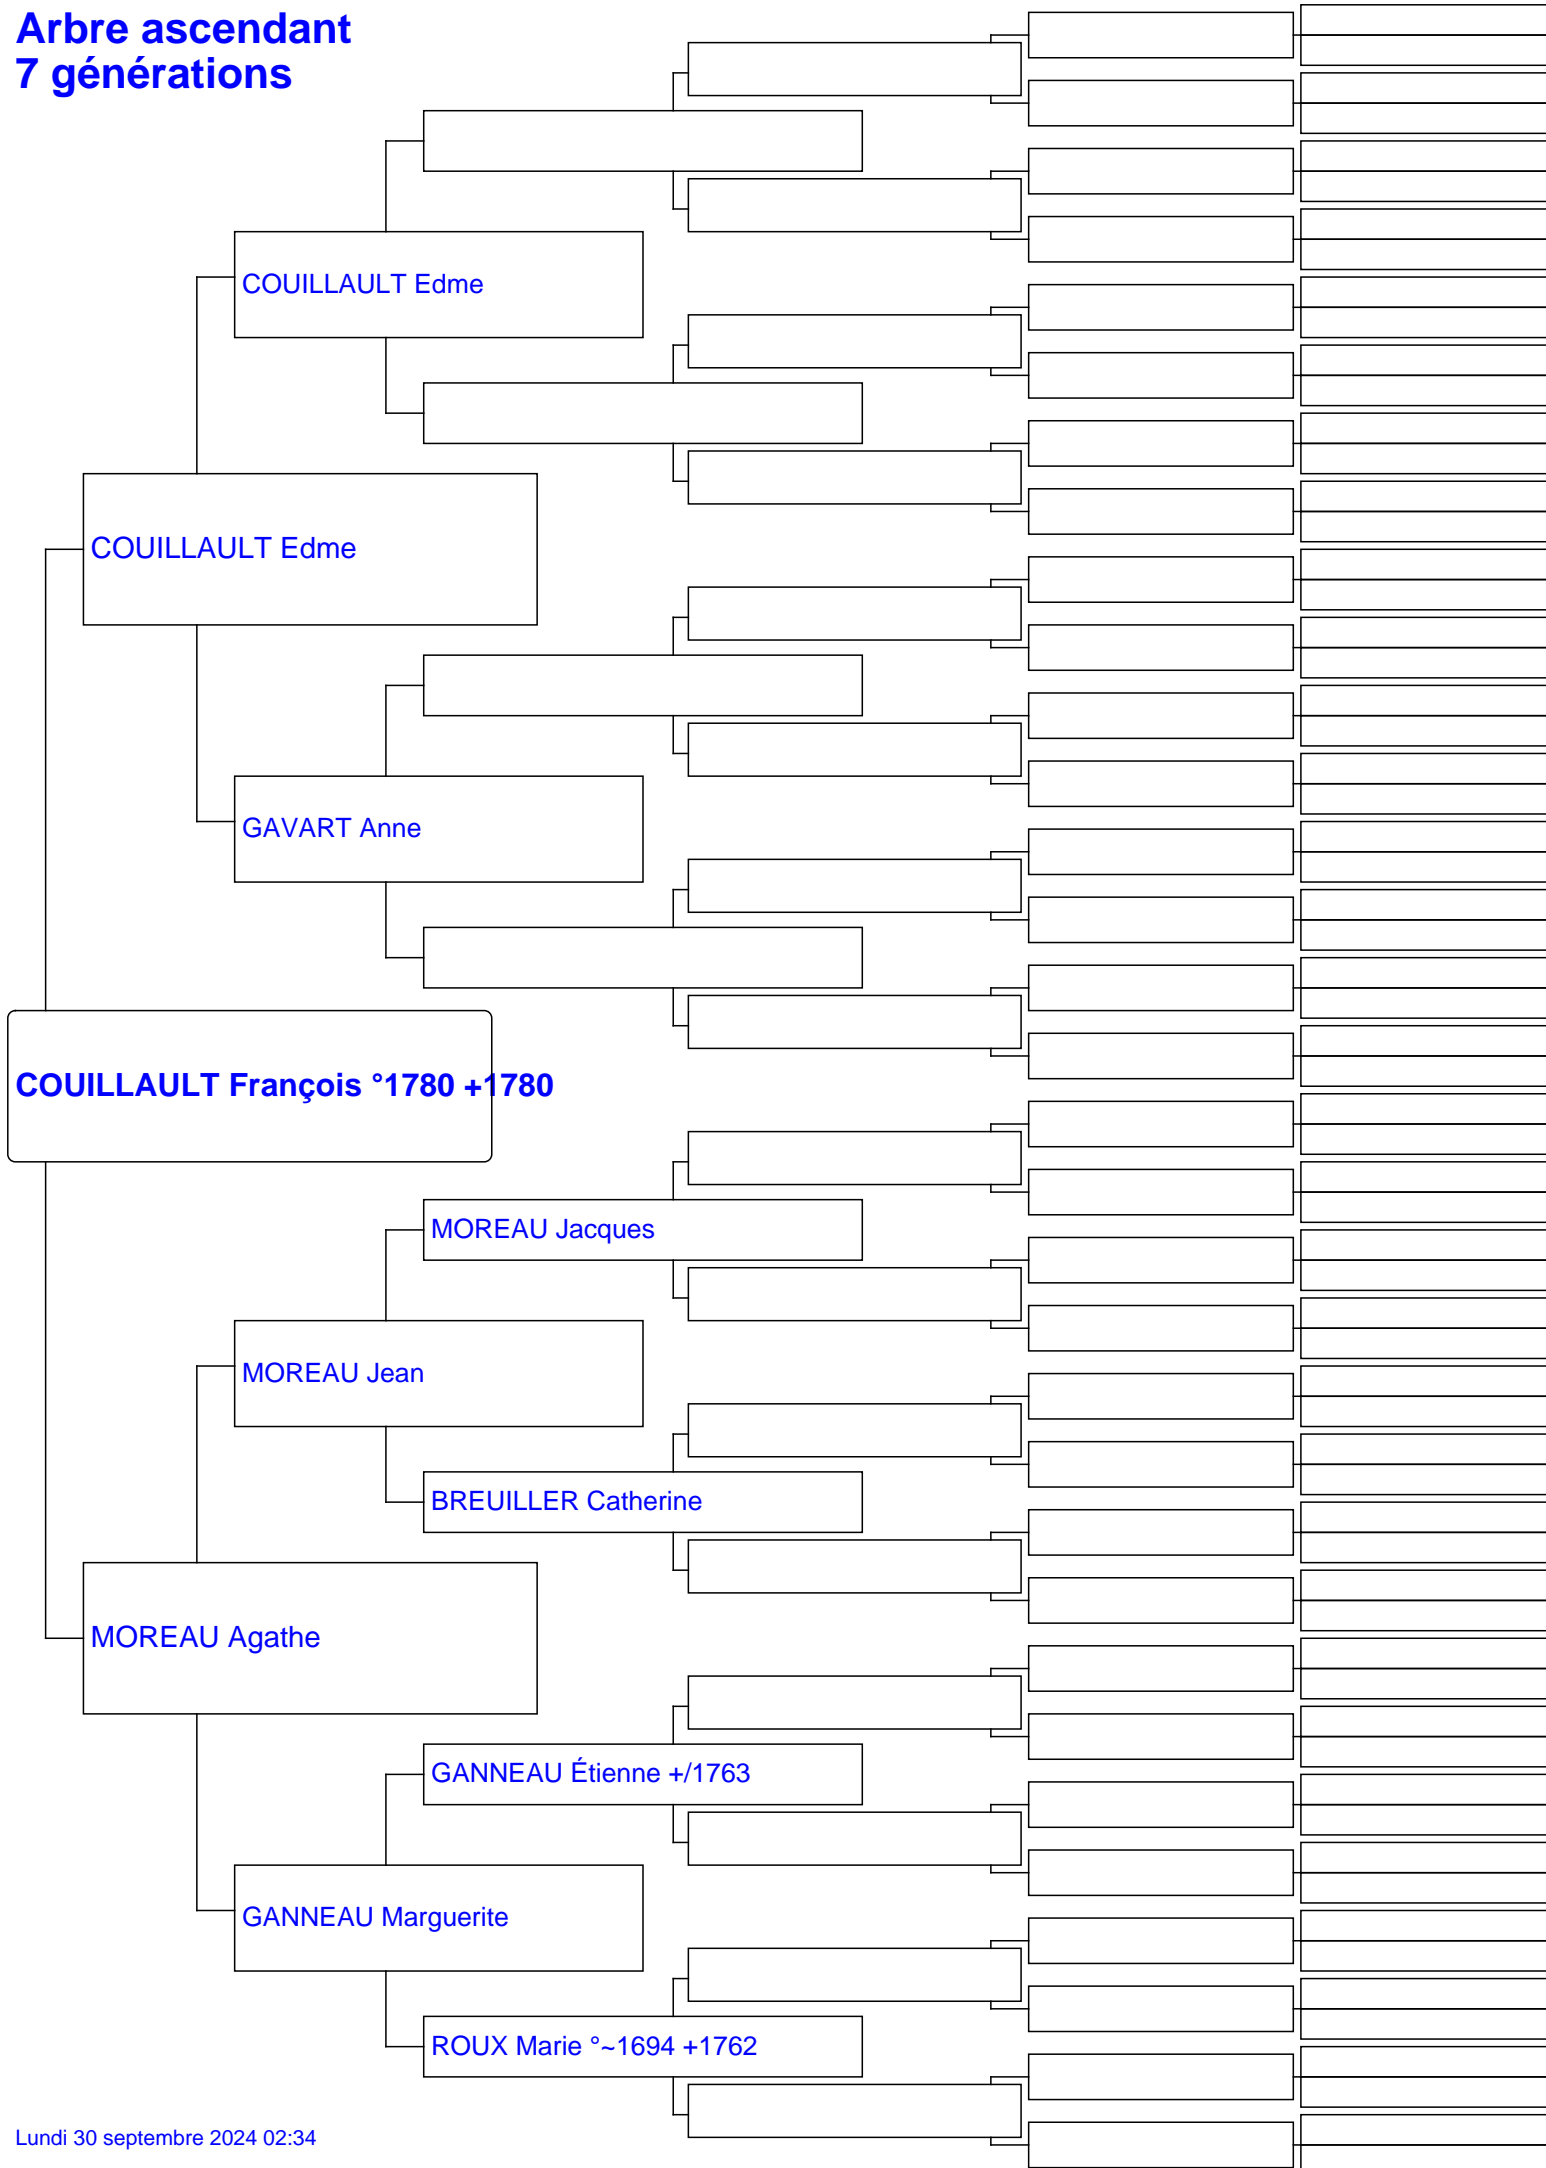 Arbre ascendant
7 générations
COUILLAULT Edme
COUILLAULT Edme
GAVART Anne
COUILLAULT François °1780 +1780
MOREAU Jacques
MOREAU Jean
BREUILLER Catherine
MOREAU Agathe
GANNEAU Étienne +/1763
GANNEAU Marguerite
ROUX Marie °~1694 +1762
Lundi 30 septembre 2024 02:34